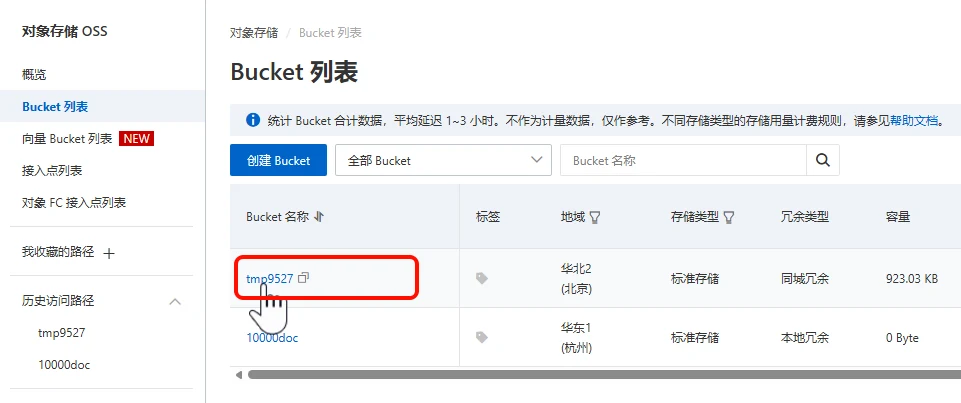 对象存储 OSS
概览
Bucket 列表
向量 Bucket 列表 NEW
接入点列表
对象 FC 接入点列表
我收藏的路径
历史访问路径
tmp9527
10000doc
对象存储 / Bucket 列表
Bucket 列表
统计 Bucket 合计数据，平均延迟 1~3 小时。不作为计量数据，仅作参考。不同存储类型的存储用量计费规则，请参见帮助文档。
创建 Bucket 全部 Bucket Bucket 名称
Bucket 名称 标签 地域 存储类型 冗余类型 容量
tmp9527 华北2 (北京) 标准存储 同城冗余 923.03 KB
10000doc 华东1 (杭州) 标准存储 本地冗余 0 Byte